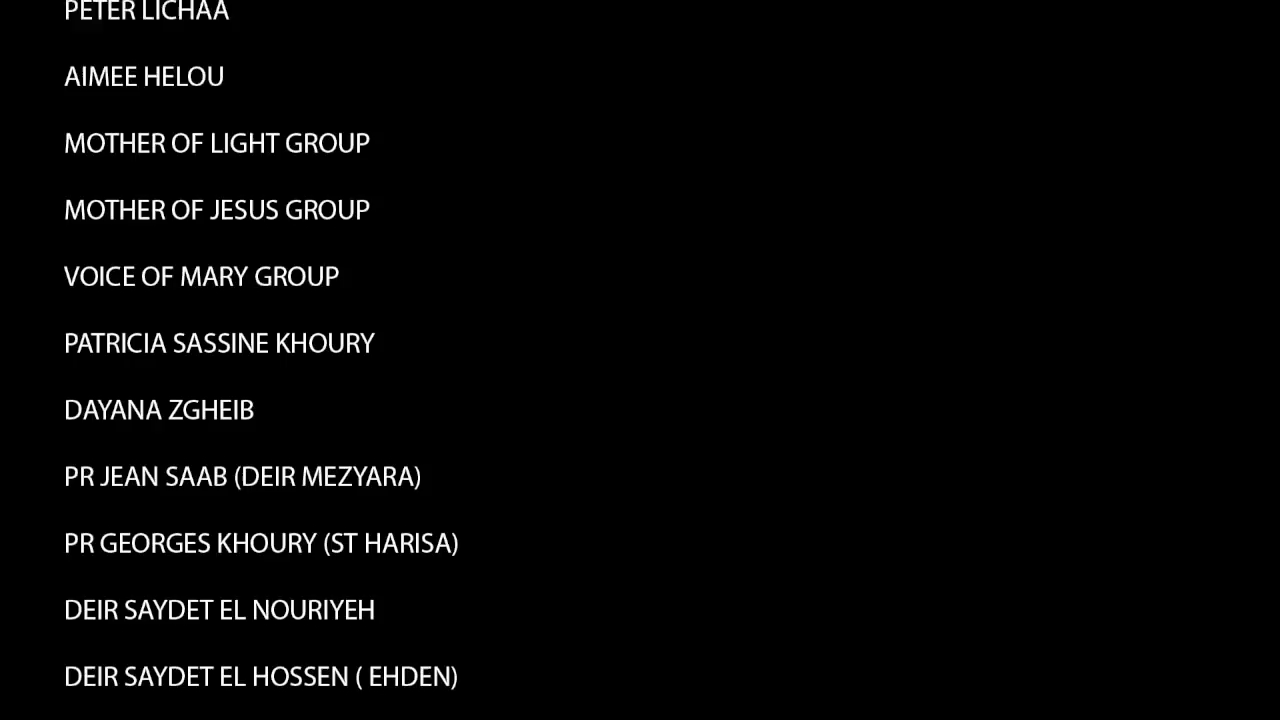 PETER LICHAA
AIMEE HELOU
MOTHER OF LIGHT GROUP
MOTHER OF JESUS GROUP
VOICE OF MARY GROUP
PATRICIA SASSINE KHOURY
DAYANA ZGHEIB
PR JEAN SAAB (DEIR MEZYARA)
PR GEORGES KHOURY (ST HARISA)
DEIR SAYDET EL NOURIYEH
DEIR SAYDET EL HOSSEN ( EHDEN)